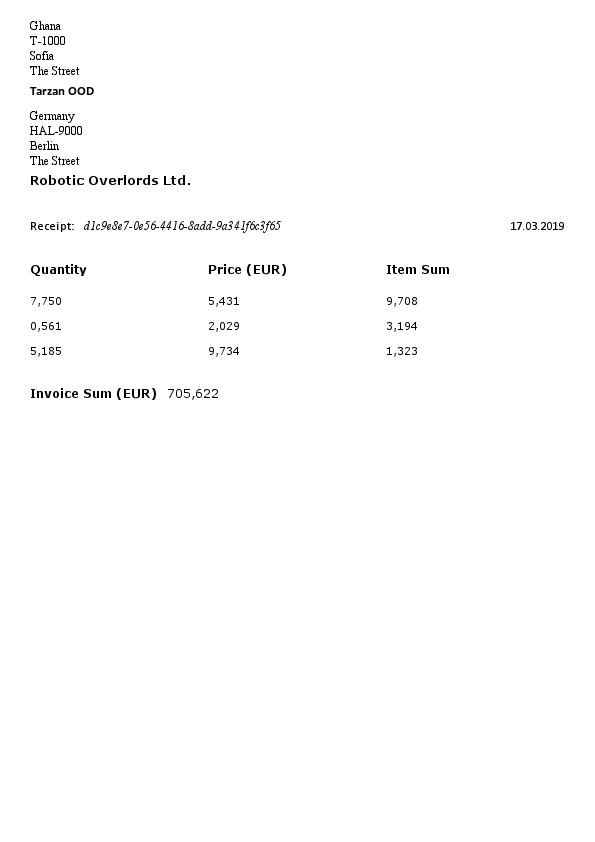 Ghana
T-1000
Sofia
The Street
Tarzan OOD
Germany
HAL-9000
Berlin
The Street
Robotic Overlords Ltd.
Receipt: d1c9e8e7-0e56-4416-8add-9a341f6c3f65 17.03.2019
Quantity Price (EUR) Item Sum
7,750 5,431 9,708
0,561 2,029 3,194
5,185 9,734 1,323
Invoice Sum (EUR) 705,622